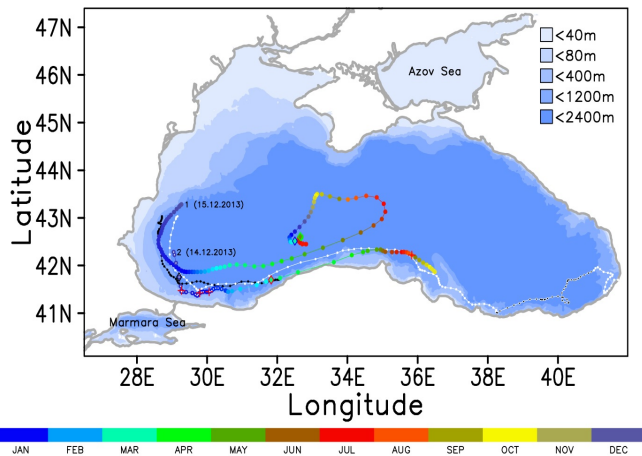 47N
46N
45N
44N
43N
42N
41N
Latitude
<40m
<80m
<400m
<1200m
<2400m
Azov Sea
1 (15.12.2013)
2 (14.12.2013)
Marmara Sea
28E 30E 32E 34E 36E 38E 40E
Longitude
JAN FEB MAR APR MAY JUN JUL AUG SEP OCT NOV DEC